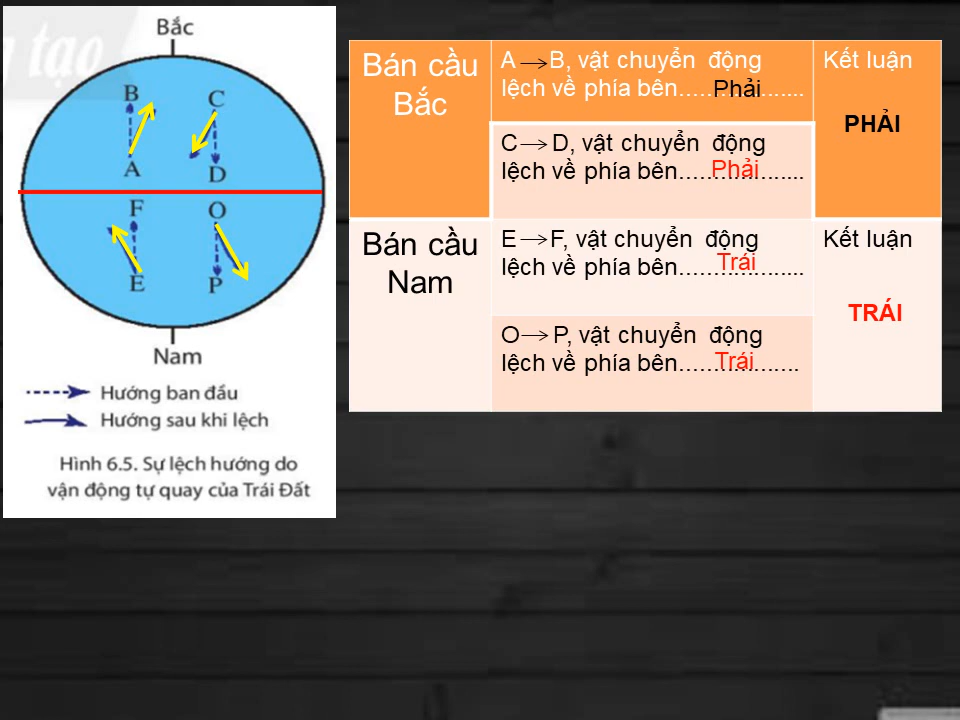 tạo
Bắc
B
C
A
D
F
O
E
P
Nam
Hướng ban đầu
Hướng sau khi lệch
Hình 6.5. Sự lệch hướng do
vận động tự quay của Trái Đất
Bán cầu
Bắc
A B, vật chuyển động
lệch về phía bên................... Phải
C D, vật chuyển động
lệch về phía bên................... Phải
Kết luận
PHẢI
Bán cầu
Nam
E F, vật chuyển động
lệch về phía bên................... Trái
O P, vật chuyển động
lệch về phía bên.................. Trái
Kết luận
TRÁI